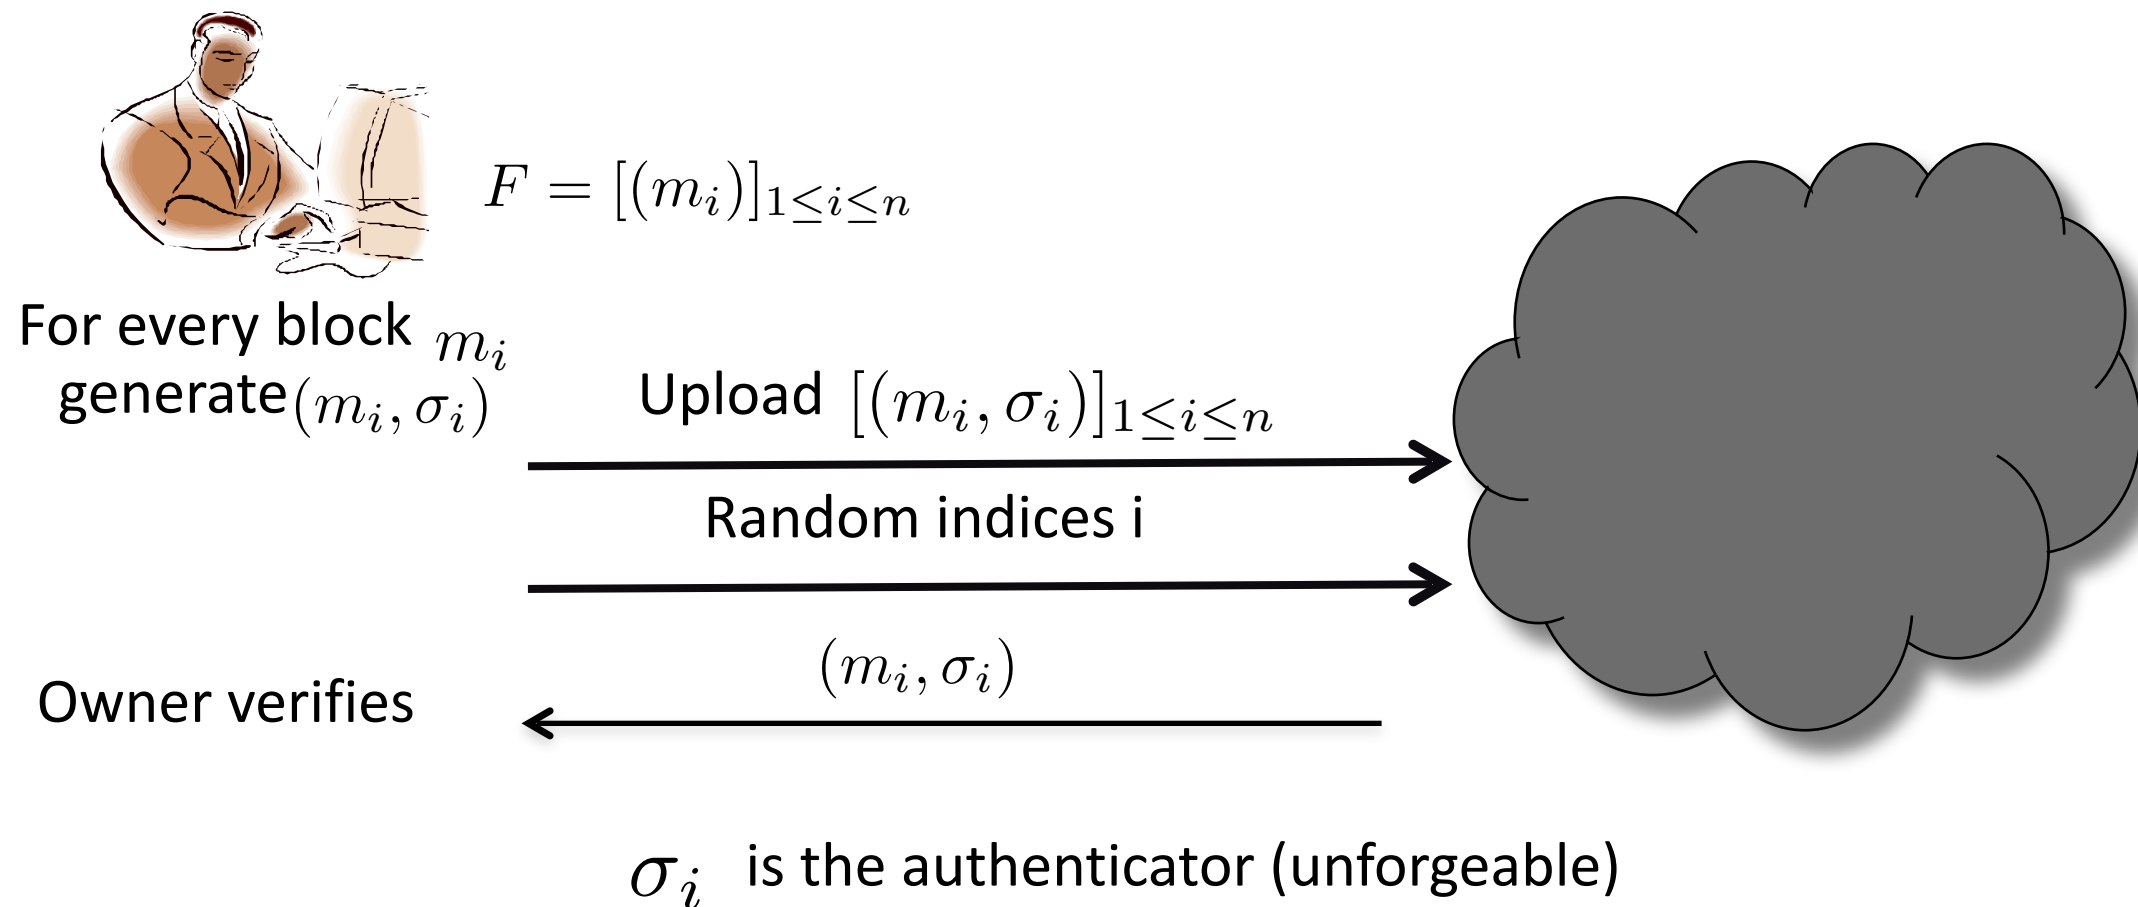 F = [(m_i)]_{1≤i≤n}
For every block m_i
generate (m_i, σ_i)
Upload [(m_i, σ_i)]_{1≤i≤n}
Random indices i
(m_i, σ_i)
Owner verifies
σ_i is the authenticator (unforgeable)